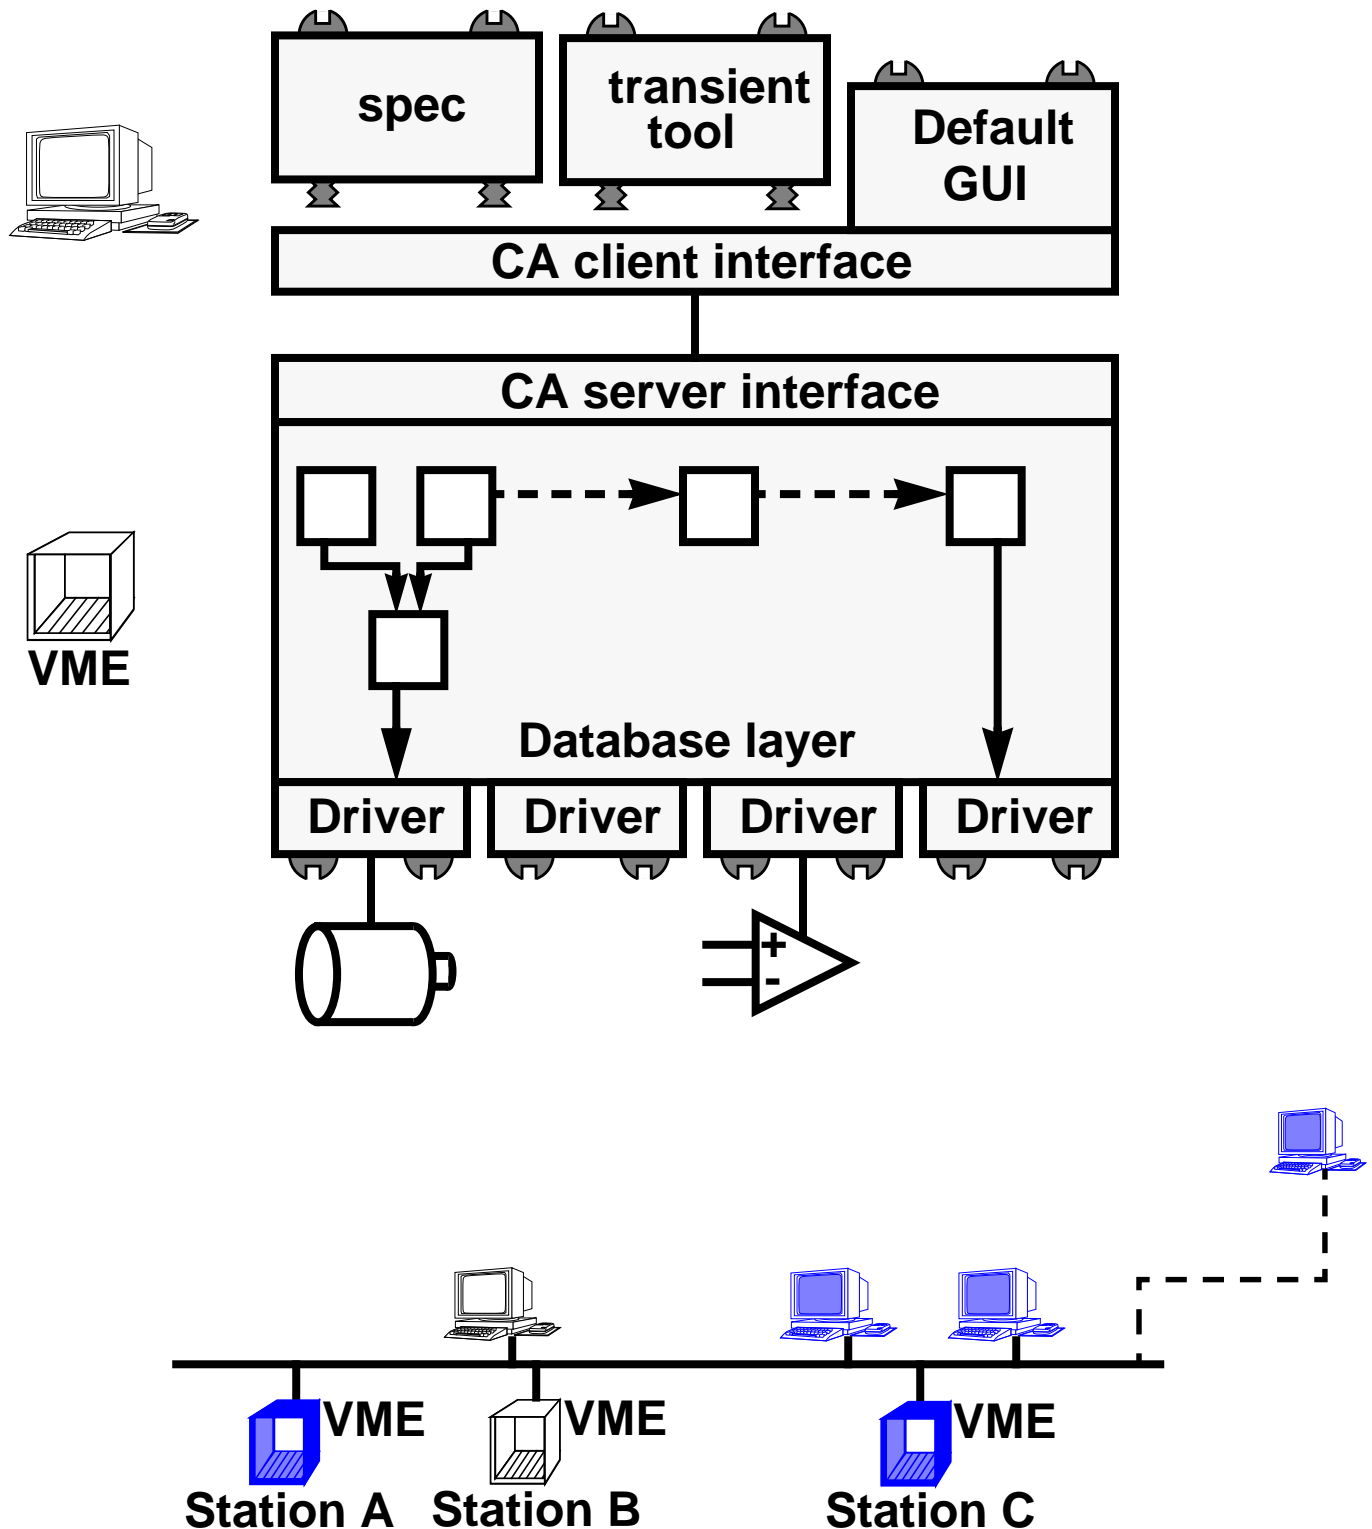 spec
transient
tool
Default
GUI
CA client interface
CA server interface
VME
Database layer
Driver Driver Driver Driver
+
-
VME VME VME
Station A Station B Station C